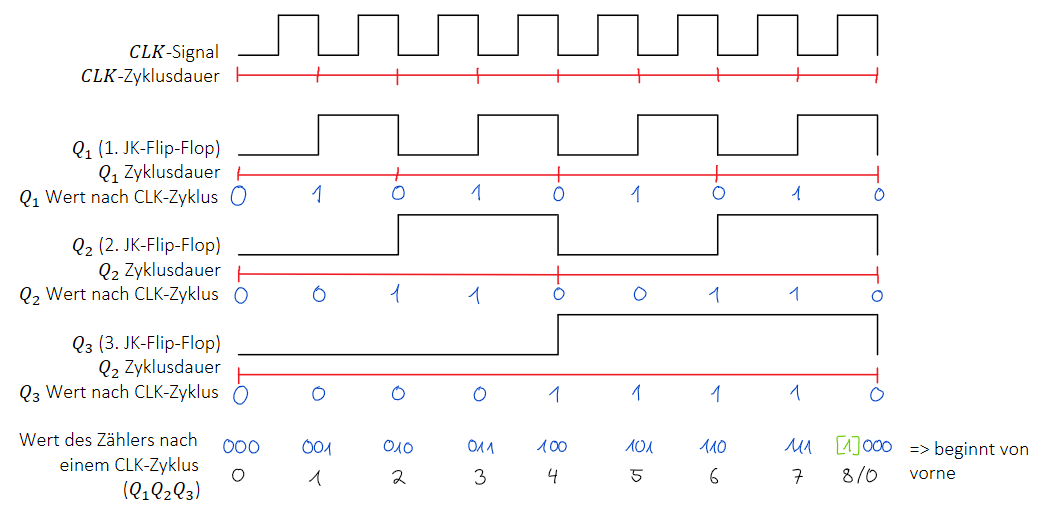 CLK-Signal
CLK-Zyklusdauer
Q₁ (1. JK-Flip-Flop)
Q₁ Zyklusdauer
Q₁ Wert nach CLK-Zyklus 0 1 0 1 0 1 0 1 0
Q₂ (2. JK-Flip-Flop)
Q₂ Zyklusdauer
Q₂ Wert nach CLK-Zyklus 0 0 1 1 0 0 1 1 0
Q₃ (3. JK-Flip-Flop)
Q₂ Zyklusdauer
Q₃ Wert nach CLK-Zyklus 0 0 0 0 1 1 1 1 0
Wert des Zählers nach 000 001 010 011 100 101 110 111 [1]000 => beginnt von
einem CLK-Zyklus 0 1 2 3 4 5 6 7 8/0 vorne
(Q₁Q₂Q₃)